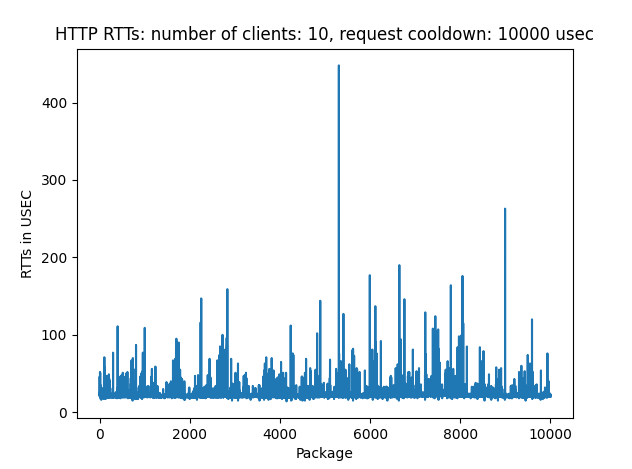 HTTP RTTs: number of clients: 10, request cooldown: 10000 usec
400
300
200
100
0
RTTs in USEC
0 2000 4000 6000 8000 10000
Package